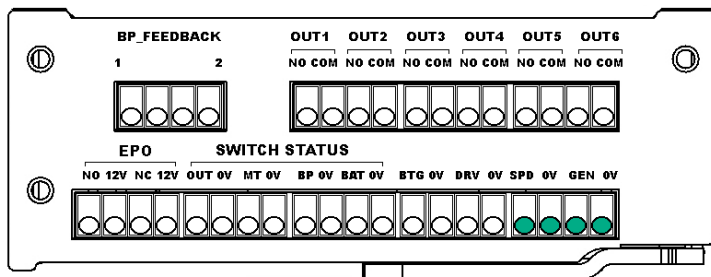 BP_FEEDBACK OUT1 OUT2 OUT3 OUT4 OUT5 OUT6
1 2 NO COM NO COM NO COM NO COM NO COM NO COM
EPO SWITCH STATUS
NO 12V NC 12V OUT 0V MT 0V BP 0V BAT 0V BTG 0V DRV 0V SPD 0V GEN 0V